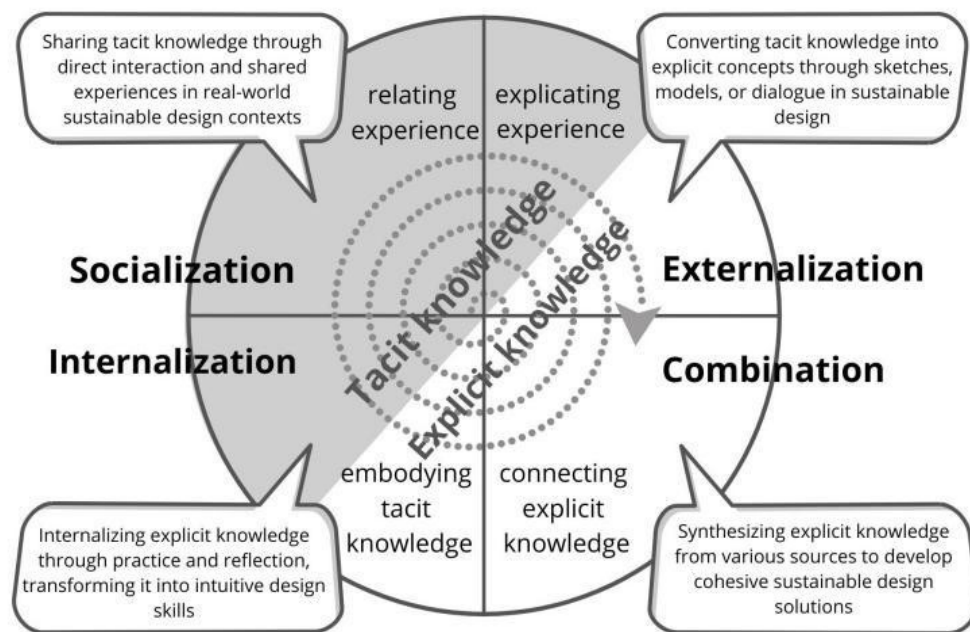 Sharing tacit knowledge through
direct interaction and shared
experiences in real-world
sustainable design contexts
relating
experience
explicating
experience
Converting tacit knowledge into
explicit concepts through sketches,
models, or dialogue in sustainable
design
Socialization
Externalization
Tacit knowledge
Explicit knowledge
Internalization
Combination
Internalizing explicit knowledge
through practice and reflection,
transforming it into intuitive design
skills
embodying
tacit
knowledge
connecting
explicit
knowledge
Synthesizing explicit knowledge
from various sources to develop
cohesive sustainable design
solutions